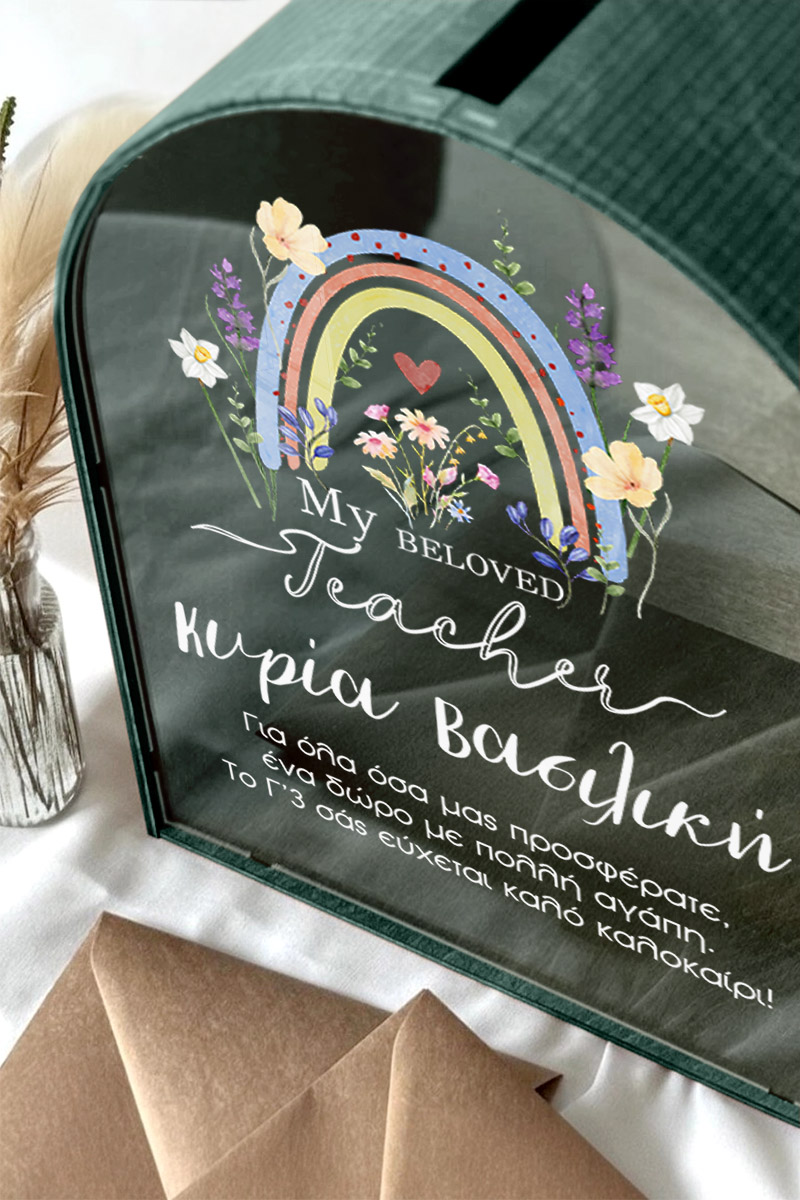 My BELOVED
Teacher
Κυρία Βασιλική
Για όλα όσα μας προσφέρατε,
ένα δώρο με πολλή αγάπη.
Το Γ'3 σάς εύχεται καλό καλοκαίρι!